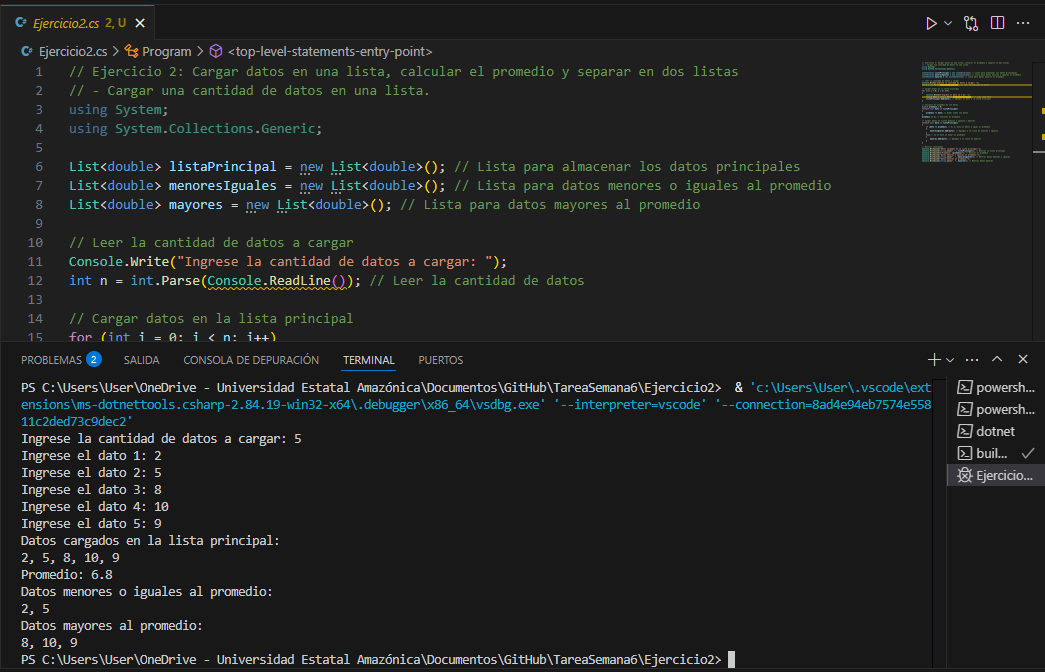 Ejercicio2.cs 2, U
Ejercicio2.cs > Program > <top-level-statements-entry-point>
1 // Ejercicio 2: Cargar datos en una lista, calcular el promedio y separar en dos listas
2 // - Cargar una cantidad de datos en una lista.
3 using System;
4 using System.Collections.Generic;
5
6 List<double> listaPrincipal = new List<double>(); // Lista para almacenar los datos principales
7 List<double> menoresIguales = new List<double>(); // Lista para datos menores o iguales al promedio
8 List<double> mayores = new List<double>(); // Lista para datos mayores al promedio
9
10 // Leer la cantidad de datos a cargar
11 Console.Write("Ingrese la cantidad de datos a cargar: ");
12 int n = int.Parse(Console.ReadLine()); // Leer la cantidad de datos
13
14 // Cargar datos en la lista principal
15 for (int i = 0; i < n; i++)
PROBLEMAS 2 SALIDA CONSOLA DE DEPURACIÓN TERMINAL PUERTOS
PS C:\Users\User\OneDrive - Universidad Estatal Amazónica\Documentos\GitHub\TareaSemana6\Ejercicio2> & 'c:\Users\User\.vscode\ext
ensions\ms-dotnettools.csharp-2.84.19-win32-x64\.debugger\x86_64\vsdbg.exe' '--interpreter=vscode' '--connection=8ad4e94eb7574e558
11c2ded73c9dec2'
Ingrese la cantidad de datos a cargar: 5
Ingrese el dato 1: 2
Ingrese el dato 2: 5
Ingrese el dato 3: 8
Ingrese el dato 4: 10
Ingrese el dato 5: 9
Datos cargados en la lista principal:
2, 5, 8, 10, 9
Promedio: 6.8
Datos menores o iguales al promedio:
2, 5
Datos mayores al promedio:
8, 10, 9
PS C:\Users\User\OneDrive - Universidad Estatal Amazónica\Documentos\GitHub\TareaSemana6\Ejercicio2>
powersh...
powersh...
dotnet
buil...
Ejercicio...